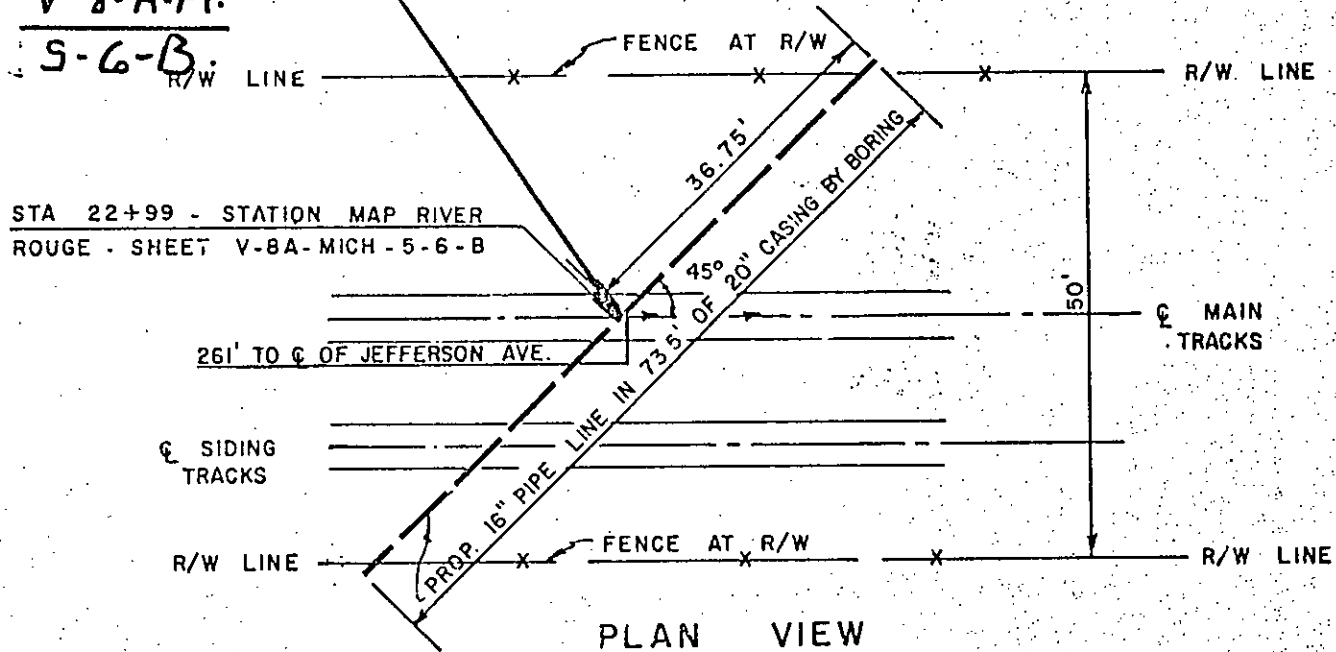 V-8-A-M.
5-6-B.
FENCE AT R/W
R/W LINE
R/W LINE
36.75'
STA 22+99 - STATION MAP RIVER
ROUGE - SHEET V-8A-MICH-5-6-B
45°
50'
℄ MAIN
TRACKS
261' TO ℄ OF JEFFERSON AVE.
PROP. 16" PIPE LINE IN 73.5' OF 20" CASING BY BORING
℄ SIDING
TRACKS
R/W LINE
FENCE AT R/W
R/W LINE
PLAN VIEW